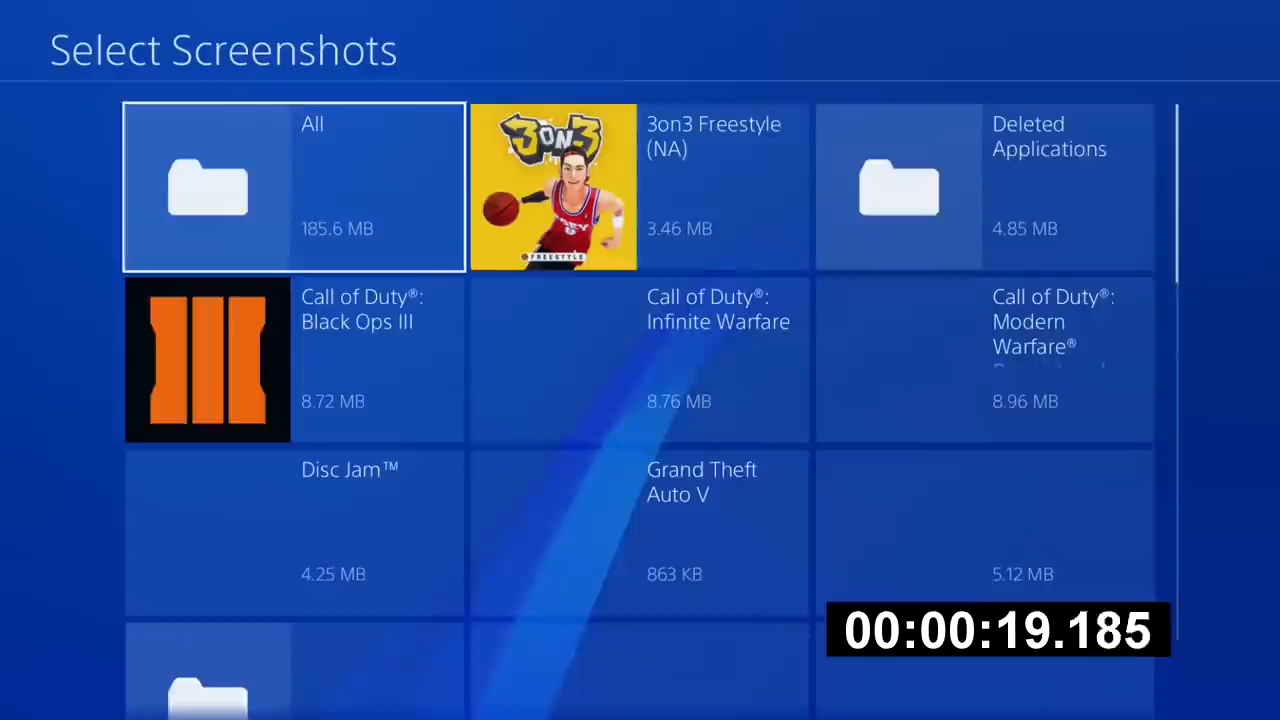 Select Screenshots
All
185.6 MB
3ON3
FREESTYLE
3on3 Freestyle
(NA)
3.46 MB
Deleted
Applications
4.85 MB
Call of Duty®:
Black Ops III
8.72 MB
Call of Duty®:
Infinite Warfare
8.76 MB
Call of Duty®:
Modern
Warfare®
8.96 MB
Disc Jam™
4.25 MB
Grand Theft
Auto V
863 KB
5.12 MB
00:00:19.185